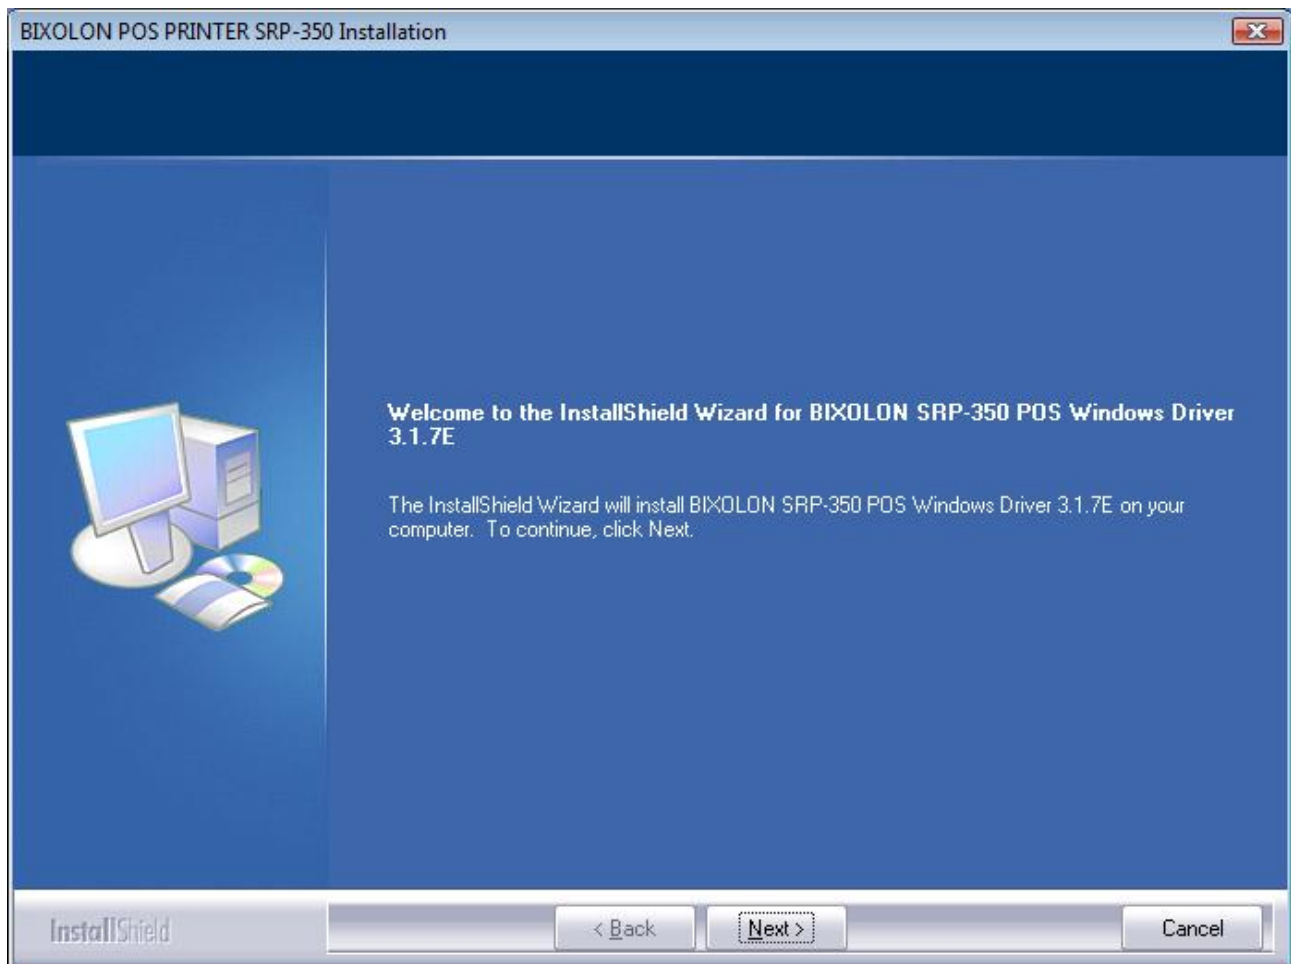 BIXOLON POS PRINTER SRP-350 Installation
Welcome to the InstallShield Wizard for BIXOLON SRP-350 POS Windows Driver
3.1.7E
The InstallShield Wizard will install BIXOLON SRP-350 POS Windows Driver 3.1.7E on your
computer. To continue, click Next.
InstallShield
< Back
Next >
Cancel